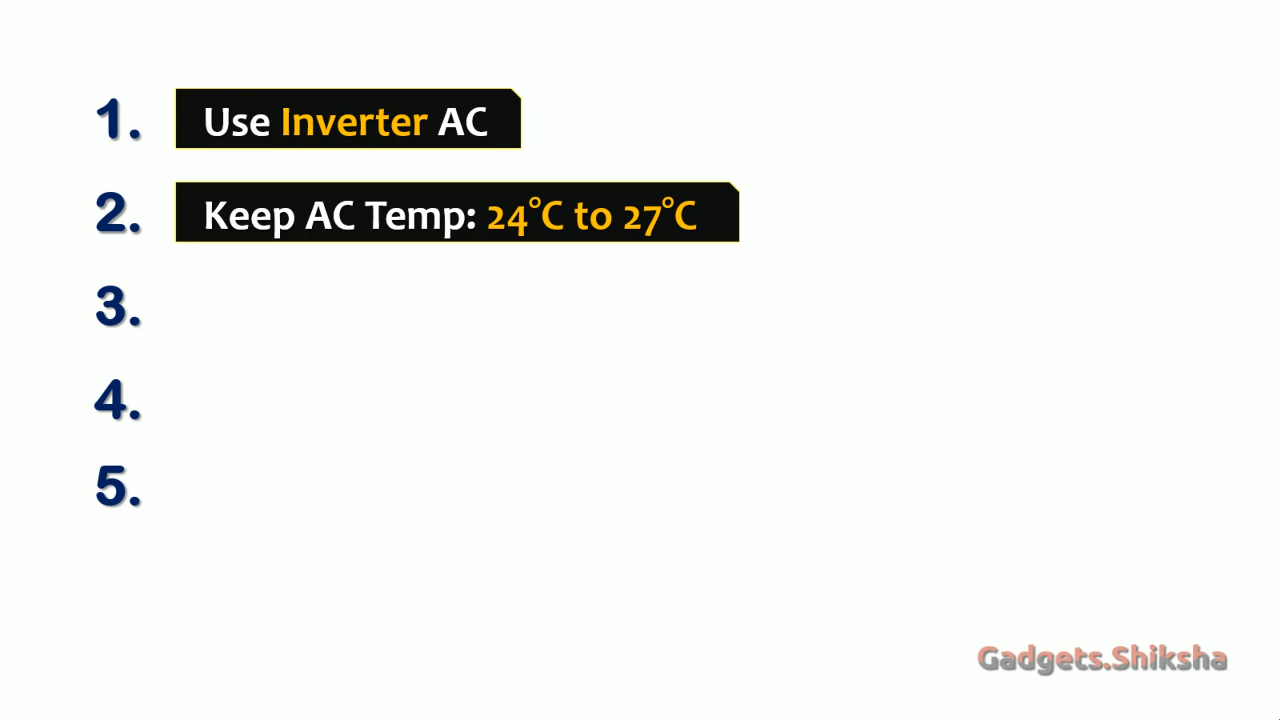 1. Use Inverter AC
2. Keep AC Temp: 24°C to 27°C
3.
4.
5.
Gadgets.Shiksha